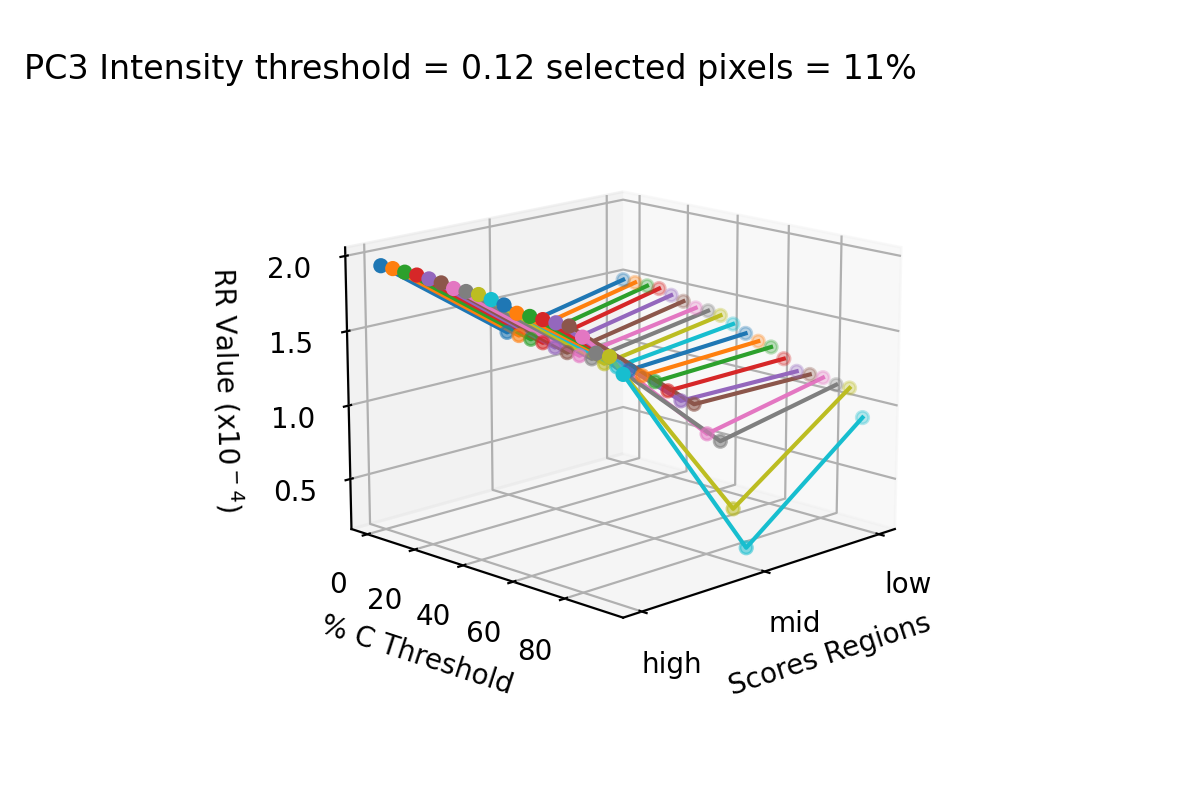 PC3 Intensity threshold = 0.12 selected pixels = 11%
RR Value (x10⁻⁴)
2.0
1.5
1.0
0.5
0
20
40
60
80
% C Threshold
high
mid
low
Scores Regions